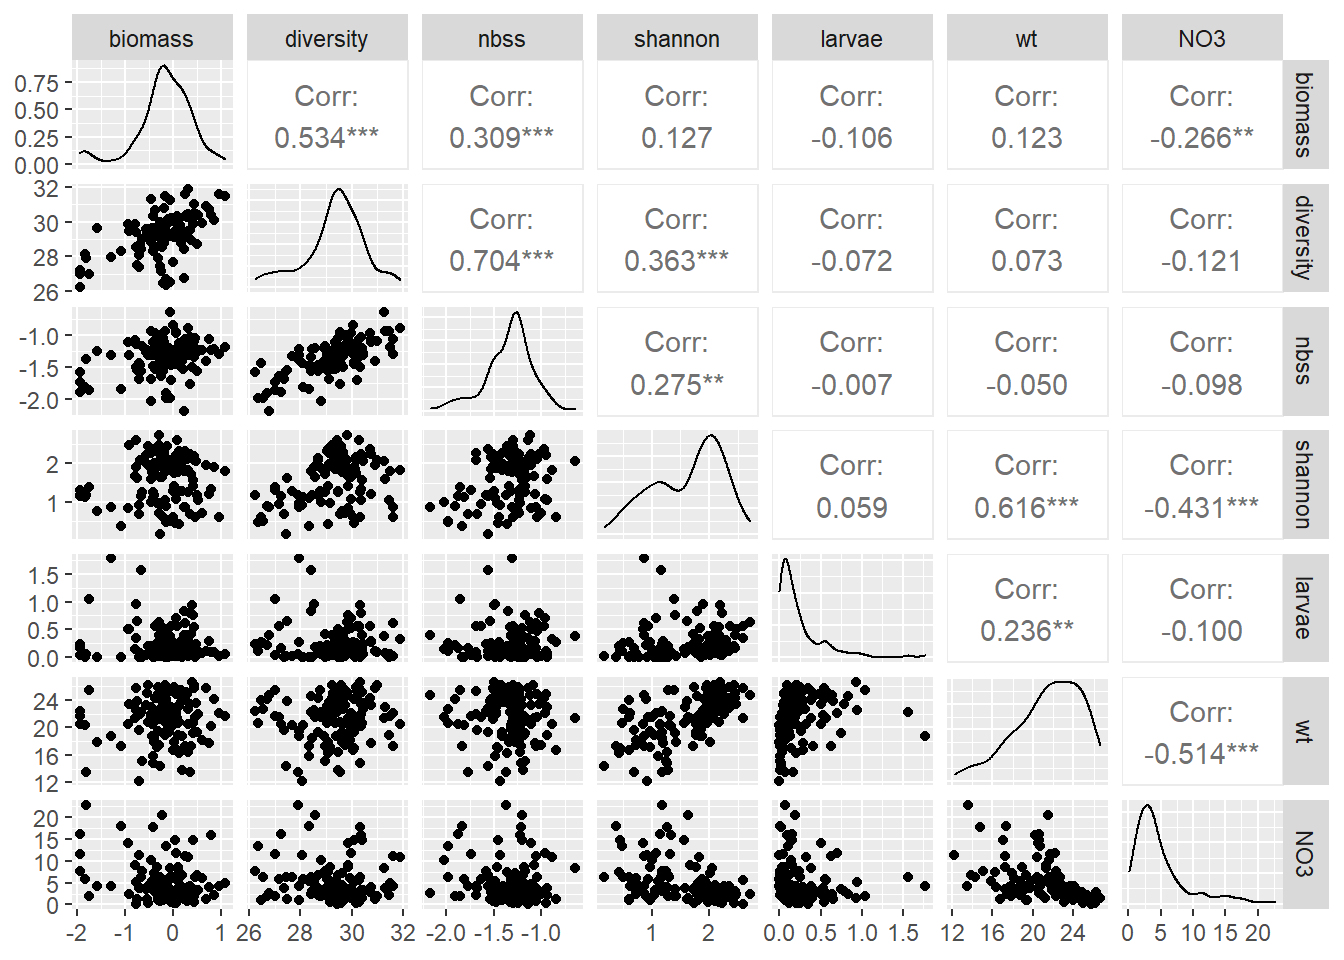 biomass diversity nbss shannon larvae wt NO3
0.75 Corr: Corr: Corr: Corr: Corr: Corr: biomass
0.50
0.25 0.534*** 0.309*** 0.127 -0.106 0.123 -0.266**
0.00
32 Corr: Corr: Corr: Corr: Corr: diversity
30
28 0.704*** 0.363*** -0.072 0.073 -0.121
26
-1.0 Corr: Corr: Corr: Corr: nbss
-1.5
-2.0 0.275** -0.007 -0.050 -0.098
2 Corr: Corr: Corr: shannon
1 0.059 0.616*** -0.431***
1.5 Corr: Corr: larvae
1.0
0.5 0.236** -0.100
0.0
24 Corr: wt
20
16 -0.514***
12
20 NO3
15
10
5
0
-2 -1 0 1 26 28 30 32 -2.0 -1.5 -1.0 1 2 0.0 0.5 1.0 1.5 12 16 20 24 0 5 10 15 20